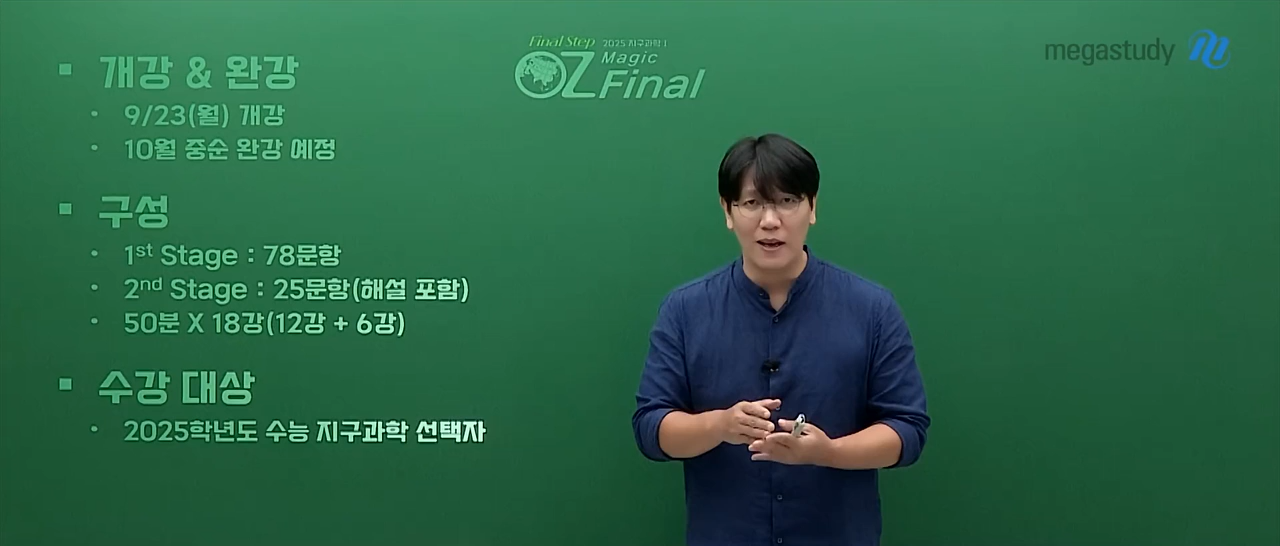 Final Step 2025 지구과학 I
OZ Magic
Final
megastudy
개강 & 완강
9/23(월) 개강
10월 중순 완강 예정
구성
1st Stage : 78문항
2nd Stage : 25문항(해설 포함)
50분 X 18강(12강 + 6강)
수강 대상
2025학년도 수능 지구과학 선택자